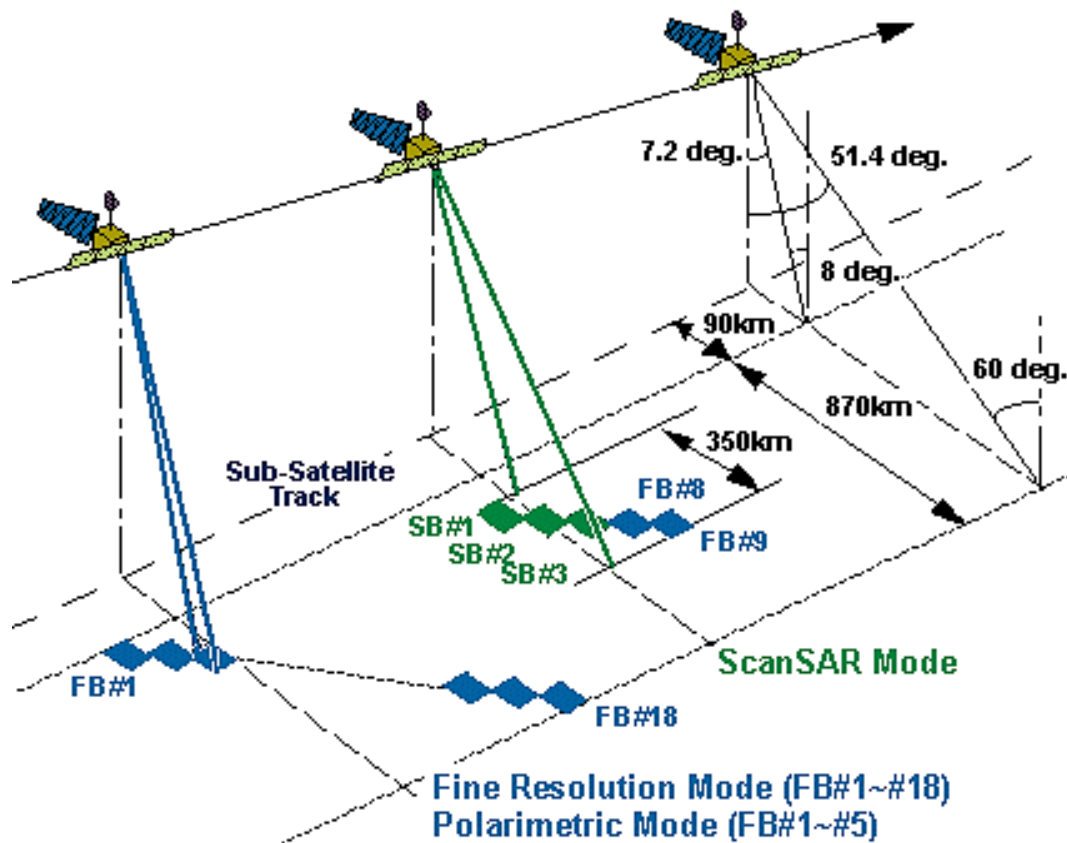 7.2 deg.
51.4 deg.
8 deg.
90km
60 deg.
870km
350km
Sub-Satellite
Track
FB#8
SB#1
FB#9
SB#2
SB#3
ScanSAR Mode
FB#1
FB#18
Fine Resolution Mode (FB#1~#18)
Polarimetric Mode (FB#1~#5)